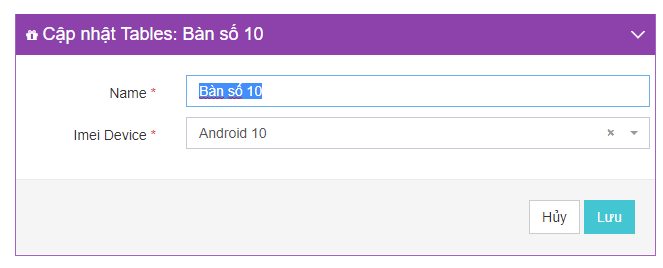 Cập nhật Tables: Bàn số 10
Name * Bàn số 10
Imei Device * Android 10 ×
Hủy Lưu